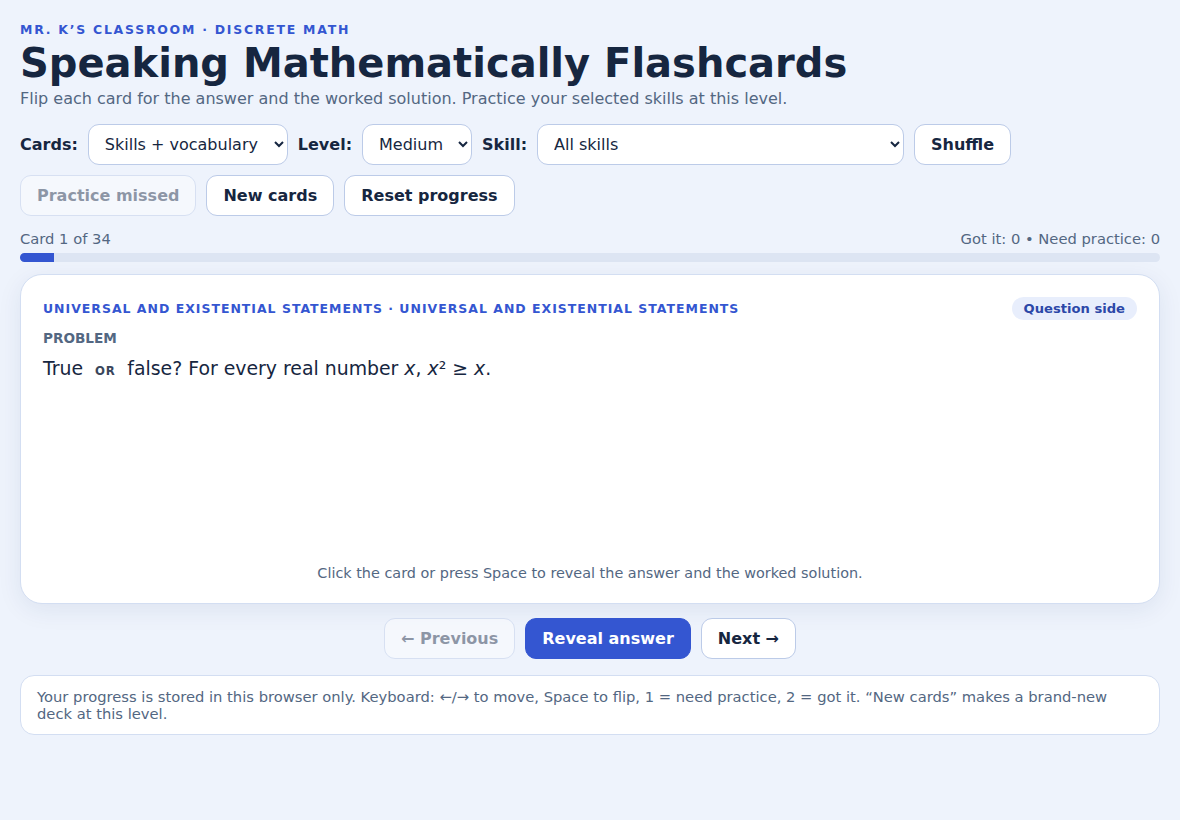 MR. K’S CLASSROOM · DISCRETE MATH
Speaking Mathematically Flashcards
Flip each card for the answer and the worked solution. Practice your selected skills at this level.
Cards: Skills + vocabulary Level: Medium Skill: All skills Shuffle
Practice missed New cards Reset progress
Card 1 of 34 Got it: 0 • Need practice: 0
UNIVERSAL AND EXISTENTIAL STATEMENTS · UNIVERSAL AND EXISTENTIAL STATEMENTS Question side
PROBLEM
True OR false? For every real number x, x² ≥ x.
Click the card or press Space to reveal the answer and the worked solution.
← Previous Reveal answer Next →
Your progress is stored in this browser only. Keyboard: ←/→ to move, Space to flip, 1 = need practice, 2 = got it. “New cards” makes a brand-new
deck at this level.